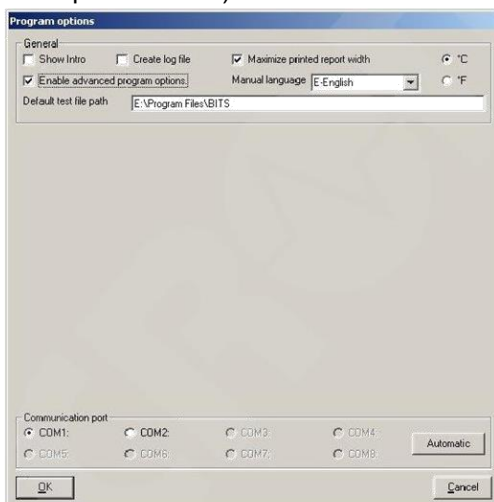 Program options
General
Show Intro Create log file Maximize printed report width °C
Enable advanced program options. Manual language E-English °F
Default test file path E:\Program Files\BITS
Communication port
COM1: COM2: COM3: COM4:
COM5: COM6: COM7: COM8: Automatic
OK Cancel